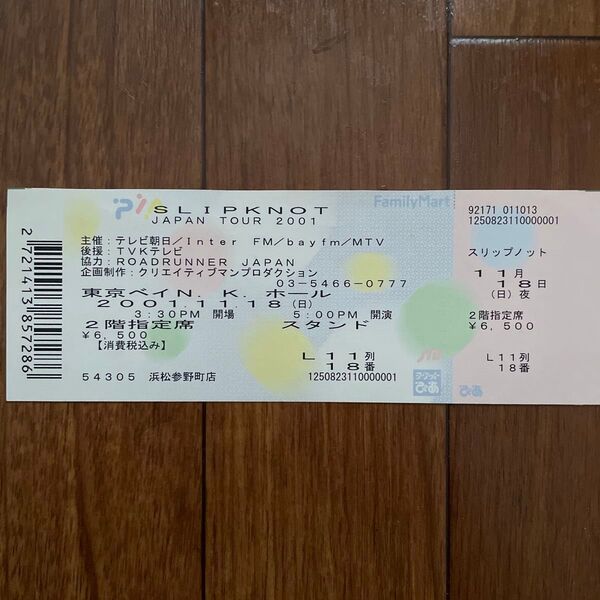 PIA
SLIPKNOT
JAPAN TOUR 2001
主催：テレビ朝日／Inter FM／bayfm／MTV
後援：TVKテレビ
協力：ROADRUNNER JAPAN
企画制作：クリエイティブマンプロダクション
03-5466-0777
東京ベイN．K．ホール
2001.11.18（日）
3:30PM 開場 5:00PM 開演
2階指定席 スタンド
¥6,500
【消費税込み】
L11列
18番
54305 浜松参野町店 1250823110000001
2721413857286
FamilyMart
JTB
チケットぴあ
92171 011013
1250823110000001
スリップノット
11月
18日
（日）夜
2階指定席
¥6,500
L11列
18番
ぴあ